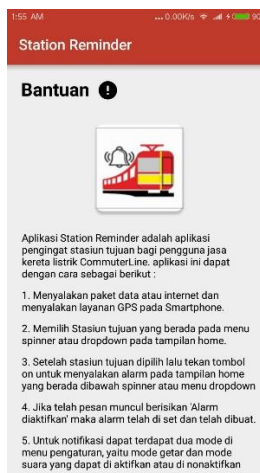 1:55 AM
... 0.00K/s
90
Station Reminder
Bantuan
Aplikasi Station Reminder adalah aplikasi
pengingat stasiun tujuan bagi pengguna jasa
kereta listrik CommuterLine. aplikasi ini dapat
dengan cara sebagai berikut :
1. Menyalakan paket data atau internet dan
menyalakan layanan GPS pada Smartphone.
2. Memilih Stasiun tujuan yang berada pada menu
spinner atau dropdown pada tampilan home.
3. Setelah stasiun tujuan dipilih lalu tekan tombol
on untuk menyalakan alarm pada tampilan home
yang berada dibawah spinner atau menu dropdown
4. Jika telah pesan muncul berisikan 'Alarm
diaktifkan' maka alarm telah di set dan telah dibuat.
5. Untuk notifikasi dapat terdapat dua mode di
menu pengaturan, yaitu mode getar dan mode
suara yang dapat di aktifkan atau di nonaktifkan